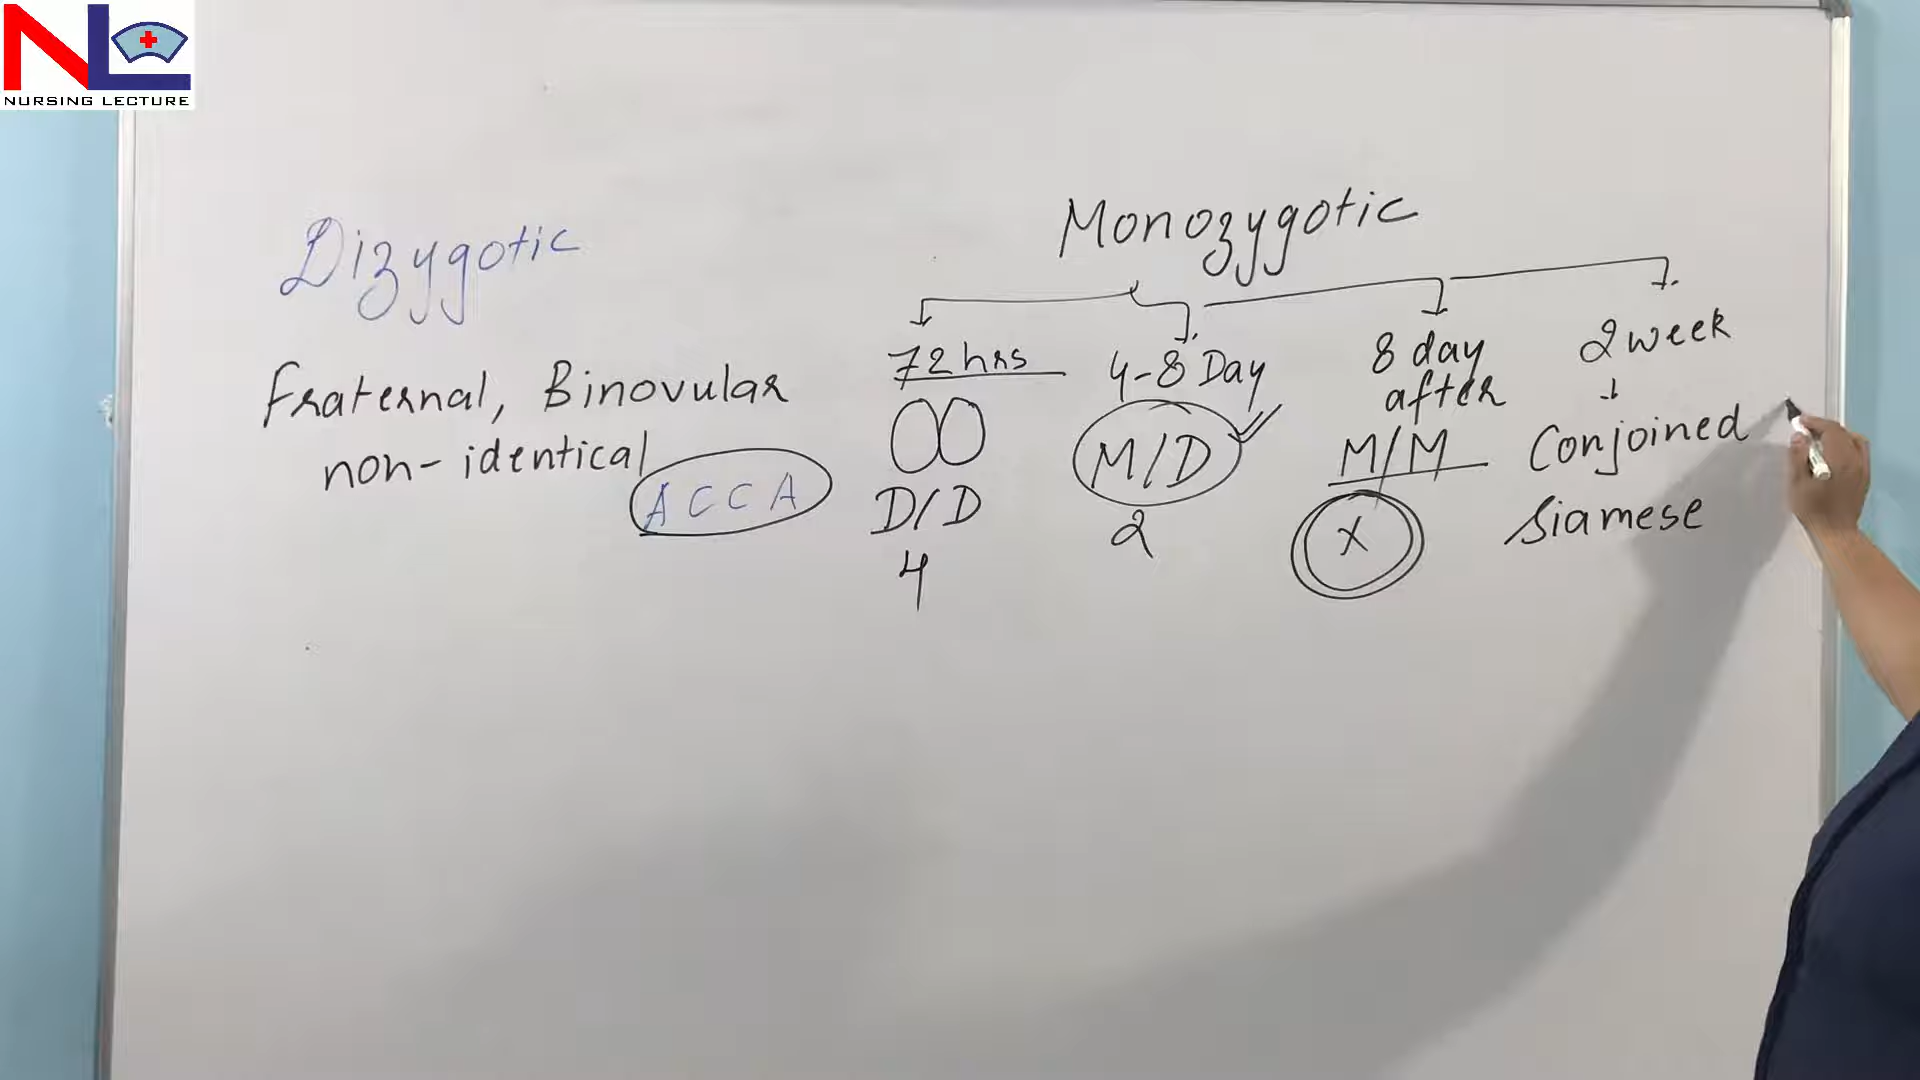 NL
NURSING LECTURE
Dizygotic
Fraternal, Binovular
non-identical
A C C A
Monozygotic
72 hrs
D/D
4
4-8 Day
M/D
2
8 day
after
M/M
X
2 week
Conjoined
Siamese